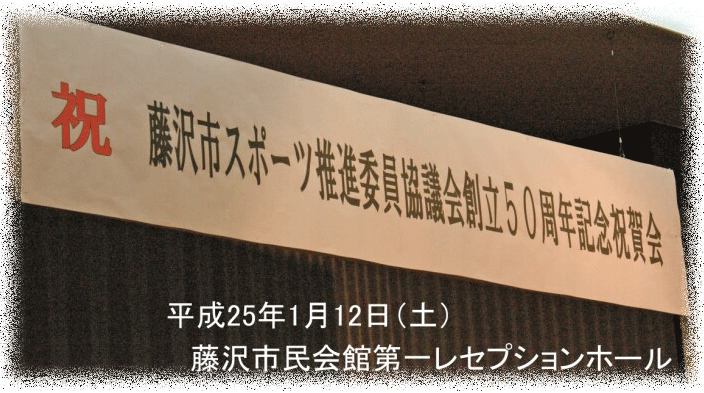 祝 藤沢市スポーツ推進委員協議会創立５０周年記念祝賀会
平成25年1月12日（土）
藤沢市民会館第一レセプションホール